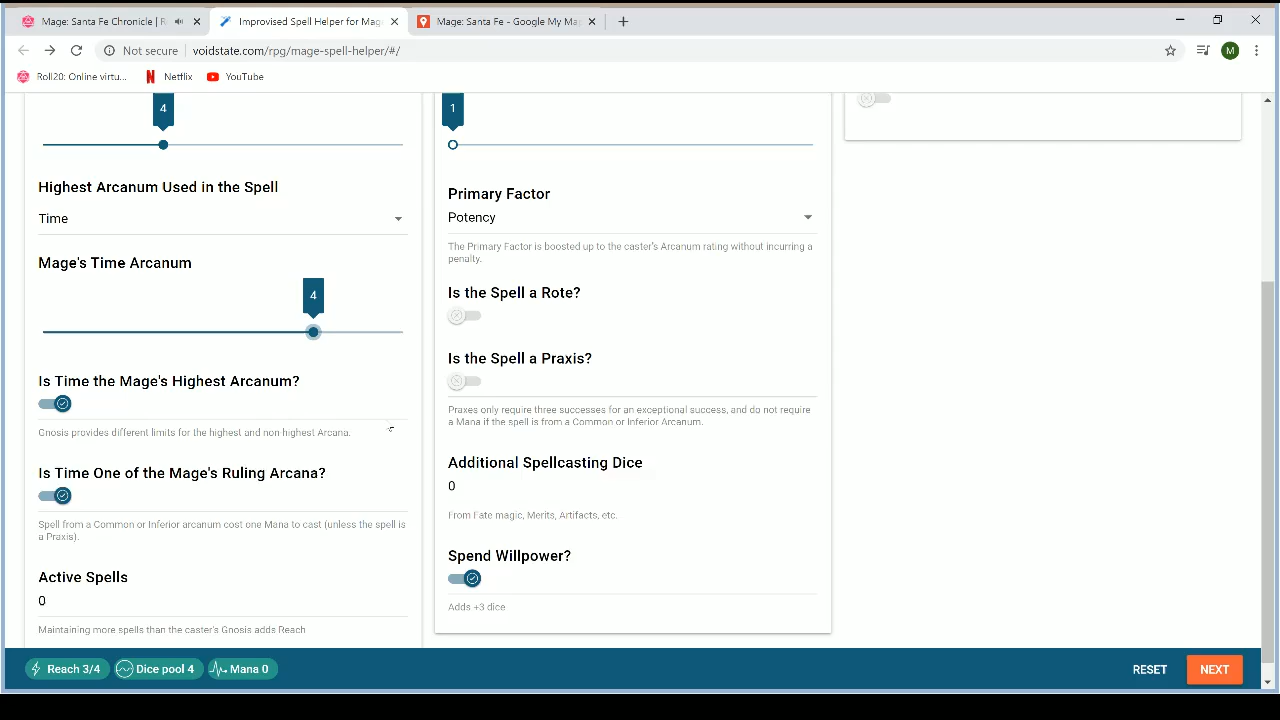 Mage: Santa Fe Chronicle | R
Improvised Spell Helper for Mage
Mage: Santa Fe - Google My Map
Not secure
voidstate.com/rpg/mage-spell-helper/#/
M
Roll20: Online virtu...
Netflix
YouTube
4
Highest Arcanum Used in the Spell
Time
Mage's Time Arcanum
4
Is Time the Mage's Highest Arcanum?
Gnosis provides different limits for the highest and non highest Arcana.
Is Time One of the Mage's Ruling Arcana?
Spell from a Common or Inferior arcanum cost one Mana to cast (unless the spell is
a Praxis).
Active Spells
0
Maintaining more spells than the caster's Gnosis adds Reach
1
Primary Factor
Potency
The Primary Factor is boosted up to the caster's Arcanum rating without incurring a
penalty.
Is the Spell a Rote?
Is the Spell a Praxis?
Praxes only require three successes for an exceptional success, and do not require
a Mana if the spell is from a Common or Inferior Arcanum.
Additional Spellcasting Dice
0
From Fate magic, Merits, Artifacts, etc.
Spend Willpower?
Adds +3 dice
Reach 3/4
Dice pool 4
Mana 0
RESET
NEXT